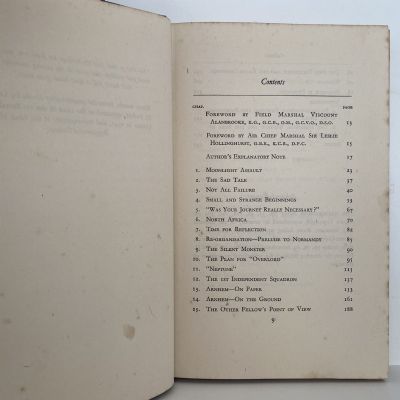 Contents
CHAP. PAGE
FOREWORD BY FIELD MARSHAL VISCOUNT
ALANBROOKE, K.G., G.C.B., O.M., G.C.V.O., D.S.O. 13
FOREWORD BY AIR CHIEF MARSHAL SIR LESLIE
HOLLINGHURST, G.B.E., K.C.B., D.F.C. 15
AUTHOR'S EXPLANATORY NOTE 17
1. MOONLIGHT ASSAULT 23
2. THE SAD TALE 37
3. NOT ALL FAILURE 40
4. SMALL AND STRANGE BEGINNINGS 51
5. "WAS YOUR JOURNEY REALLY NECESSARY?" 67
6. NORTH AFRICA 70
7. TIME FOR REFLECTION 82
8. RE-ORGANISATION—PRELUDE TO NORMANDY 85
9. THE SILENT MONSTER 90
10. THE PLAN FOR "OVERLORD" 95
11. "NEPTUNE" 113
12. THE 1ST INDEPENDENT SQUADRON 127
13. ARNHEM—ON PAPER 133
14. ARNHEM—ON THE GROUND 161
15. THE OTHER FELLOW'S POINT OF VIEW 188
9